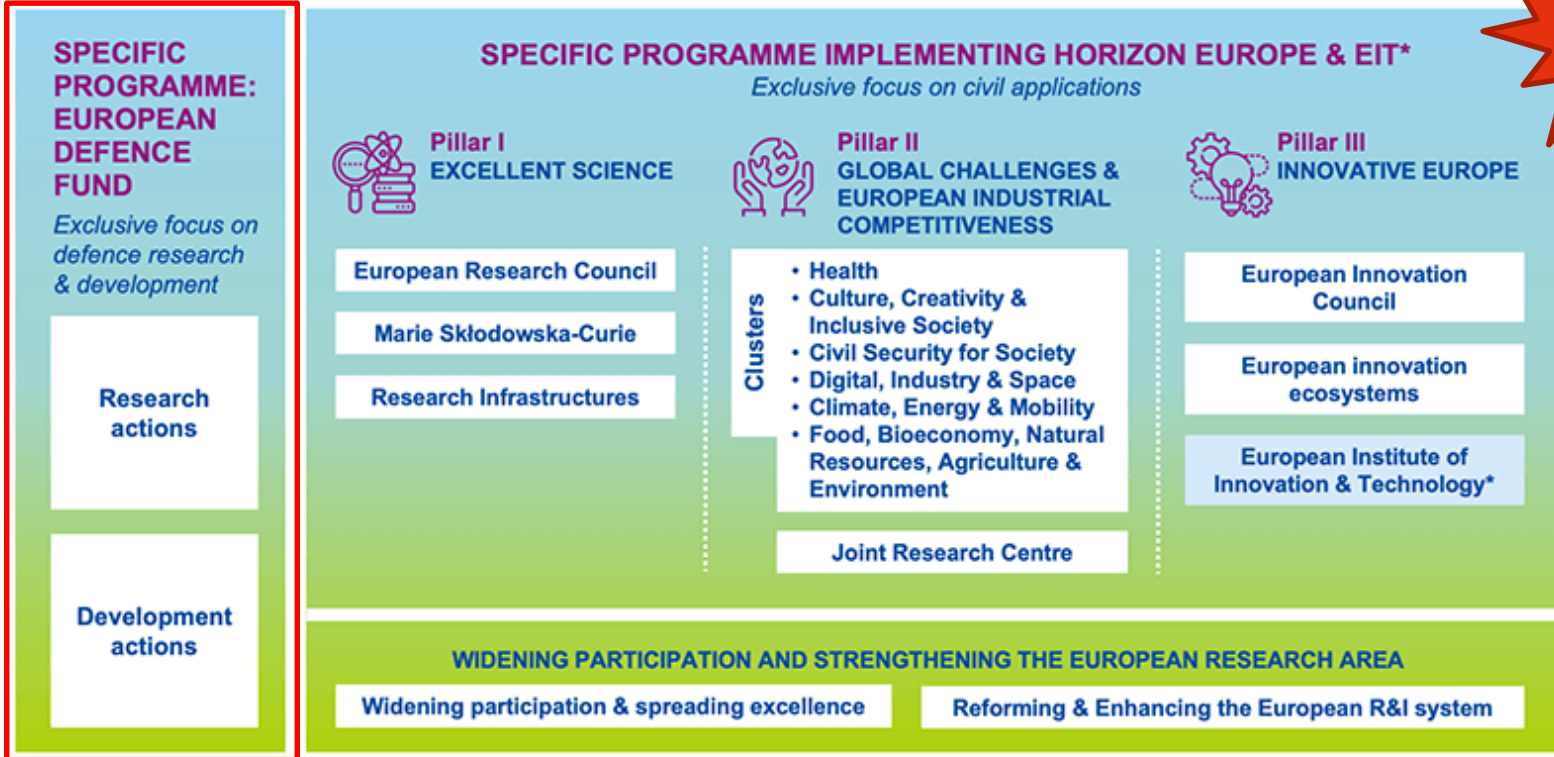 SPECIFIC
PROGRAMME:
EUROPEAN
DEFENCE
FUND
Exclusive focus on
defence research
& development
Research
actions
Development
actions
SPECIFIC PROGRAMME IMPLEMENTING HORIZON EUROPE & EIT*
Exclusive focus on civil applications
Pillar I
EXCELLENT SCIENCE
European Research Council
Marie Skłodowska-Curie
Research Infrastructures
Pillar II
GLOBAL CHALLENGES &
EUROPEAN INDUSTRIAL
COMPETITIVENESS
Clusters
• Health
• Culture, Creativity &
Inclusive Society
• Civil Security for Society
• Digital, Industry & Space
• Climate, Energy & Mobility
• Food, Bioeconomy, Natural
Resources, Agriculture &
Environment
Joint Research Centre
Pillar III
INNOVATIVE EUROPE
European Innovation
Council
European innovation
ecosystems
European Institute of
Innovation & Technology*
WIDENING PARTICIPATION AND STRENGTHENING THE EUROPEAN RESEARCH AREA
Widening participation & spreading excellence
Reforming & Enhancing the European R&I system